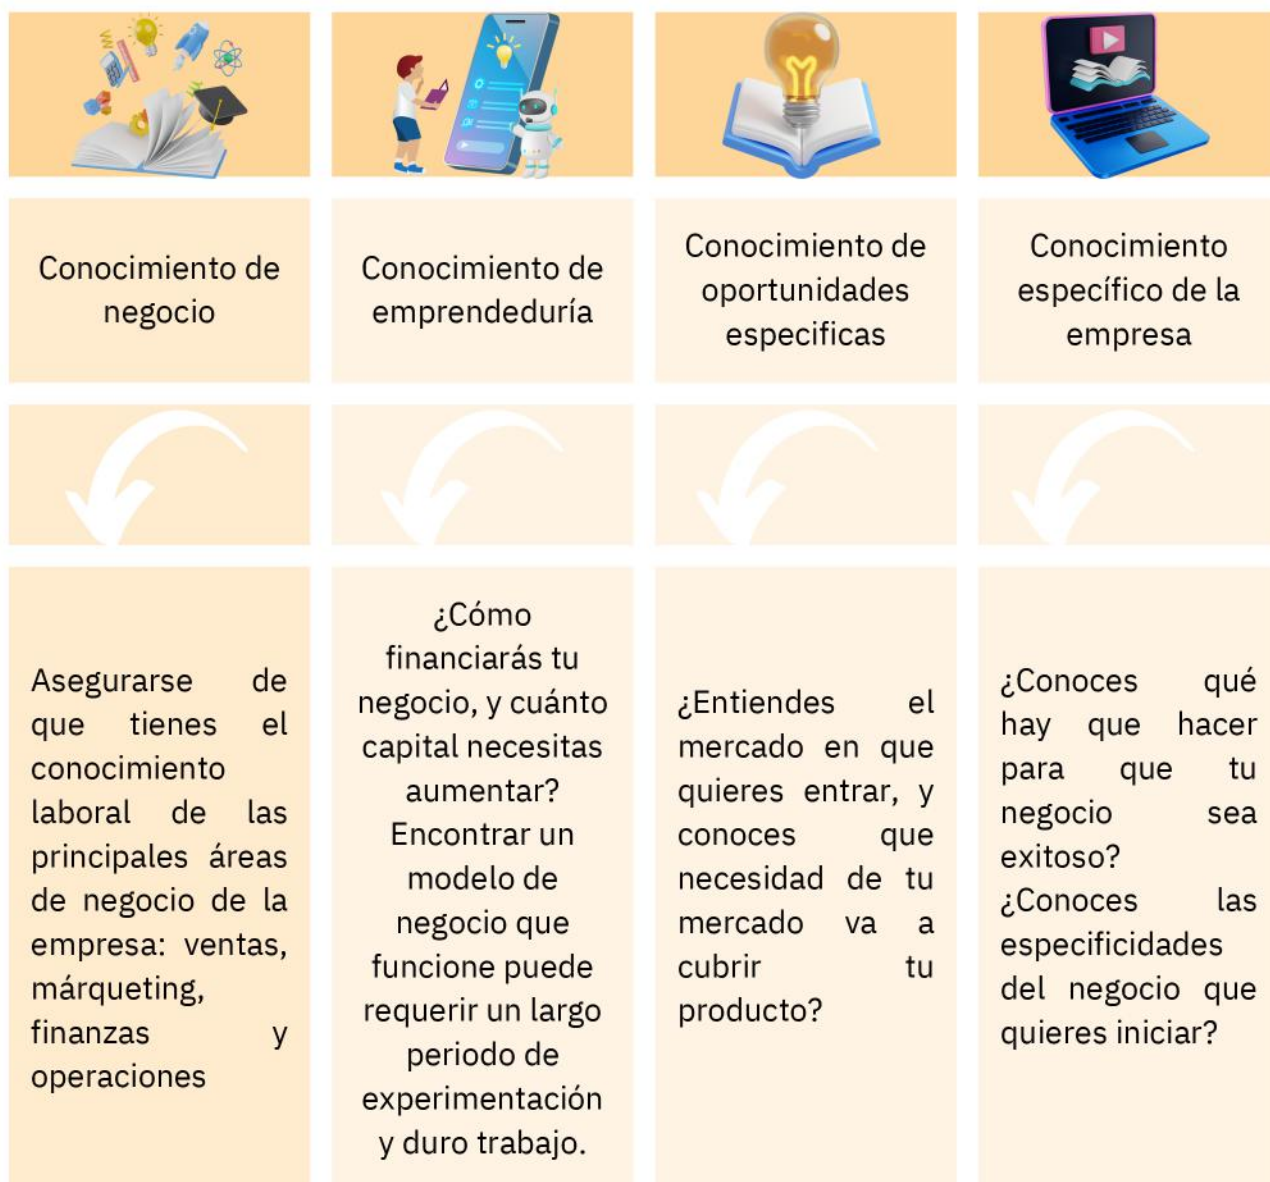 Conocimiento de
negocio
Conocimiento de
emprendeduría
Conocimiento de
oportunidades
especificas
Conocimiento
específico de la
empresa
Asegurarse de
que tienes el
conocimiento
laboral de las
principales áreas
de negocio de la
empresa: ventas,
márqueting,
finanzas y
operaciones
¿Cómo
financiarás tu
negocio, y cuánto
capital necesitas
aumentar?
Encontrar un
modelo de
negocio que
funcione puede
requerir un largo
periodo de
experimentación
y duro trabajo.
¿Entiendes el
mercado en que
quieres entrar, y
conoces que
necesidad de tu
mercado va a
cubrir tu
producto?
¿Conoces qué
hay que hacer
para que tu
negocio sea
exitoso?
¿Conoces las
especificidades
del negocio que
quieres iniciar?